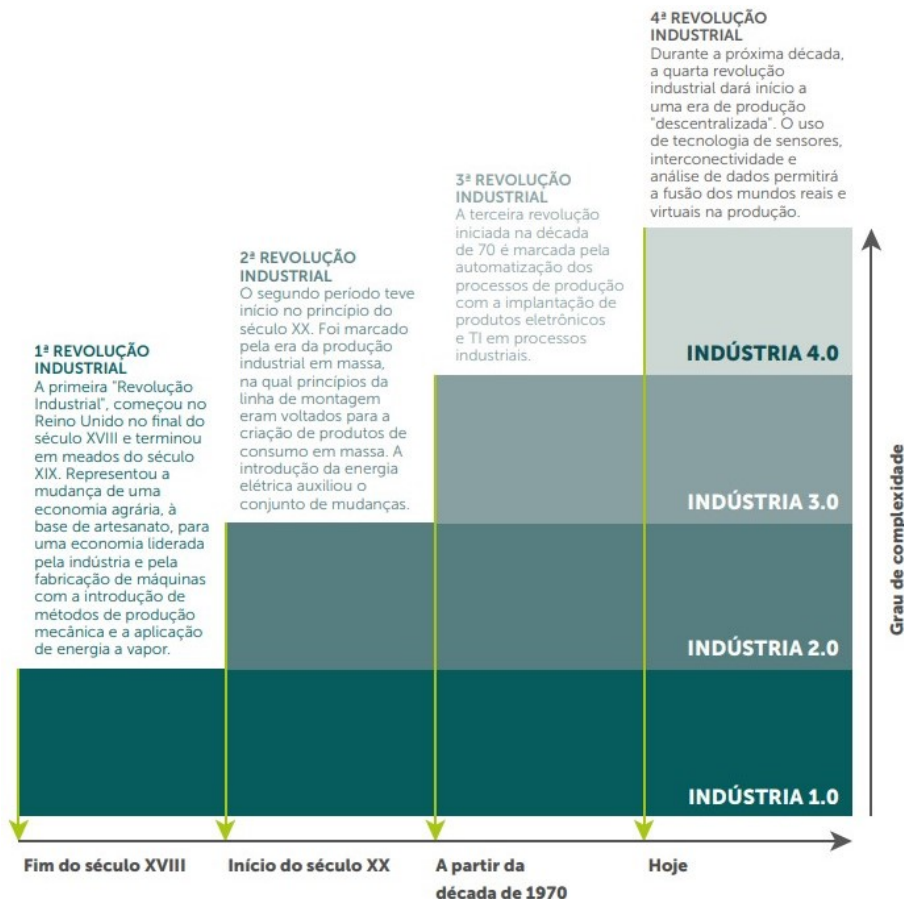 4ª REVOLUÇÃO
INDUSTRIAL
Durante a próxima década,
a quarta revolução
industrial dará início a
uma era de produção
"descentralizada". O uso
de tecnologia de sensores,
interconectividade e
análise de dados permitirá
a fusão dos mundos reais e
virtuais na produção.
3ª REVOLUÇÃO
INDUSTRIAL
A terceira revolução
iniciada na década
de 70 é marcada pela
automatização dos
processos de produção
com a implantação de
produtos eletrônicos
e TI em processos
industriais.
2ª REVOLUÇÃO
INDUSTRIAL
O segundo período teve
início no princípio do
século XX. Foi marcado
pela era da produção
industrial em massa,
na qual princípios da
linha de montagem
eram voltados para a
criação de produtos de
consumo em massa. A
introdução da energia
elétrica auxiliou o
conjunto de mudanças.
1ª REVOLUÇÃO
INDUSTRIAL
A primeira "Revolução
Industrial", começou no
Reino Unido no final do
século XVIII e terminou
em meados do século
XIX. Representou a
mudança de uma
economia agrária, à
base de artesanato, para
uma economia liderada
pela indústria e pela
fabricação de máquinas
com a introdução de
métodos de produção
mecânica e a aplicação
de energia a vapor.
INDÚSTRIA 4.0
INDÚSTRIA 3.0
INDÚSTRIA 2.0
INDÚSTRIA 1.0
Grau de complexidade
Fim do século XVIII
Início do século XX
A partir da
década de 1970
Hoje